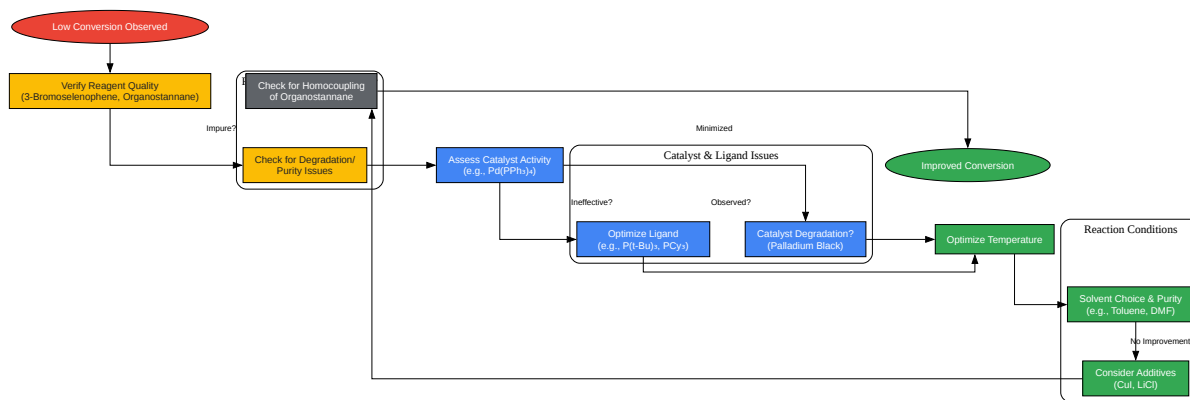 Low Conversion Observed
Verify Reagent Quality
(3-Bromoselenophene, Organostannane)
Check for Homocoupling
of Organostannane
Impure?
Minimized
Check for Degradation/
Purity Issues
Assess Catalyst Activity
(e.g., Pd(PPh₃)₄)
Catalyst & Ligand Issues
Improved Conversion
Ineffective?
Observed?
Optimize Ligand
(e.g., P(t-Bu)₃, PCy₃)
Catalyst Degradation?
(Palladium Black)
Optimize Temperature
Reaction Conditions
Solvent Choice & Purity
(e.g., Toluene, DMF)
No Improvement
Consider Additives
(CuI, LiCl)